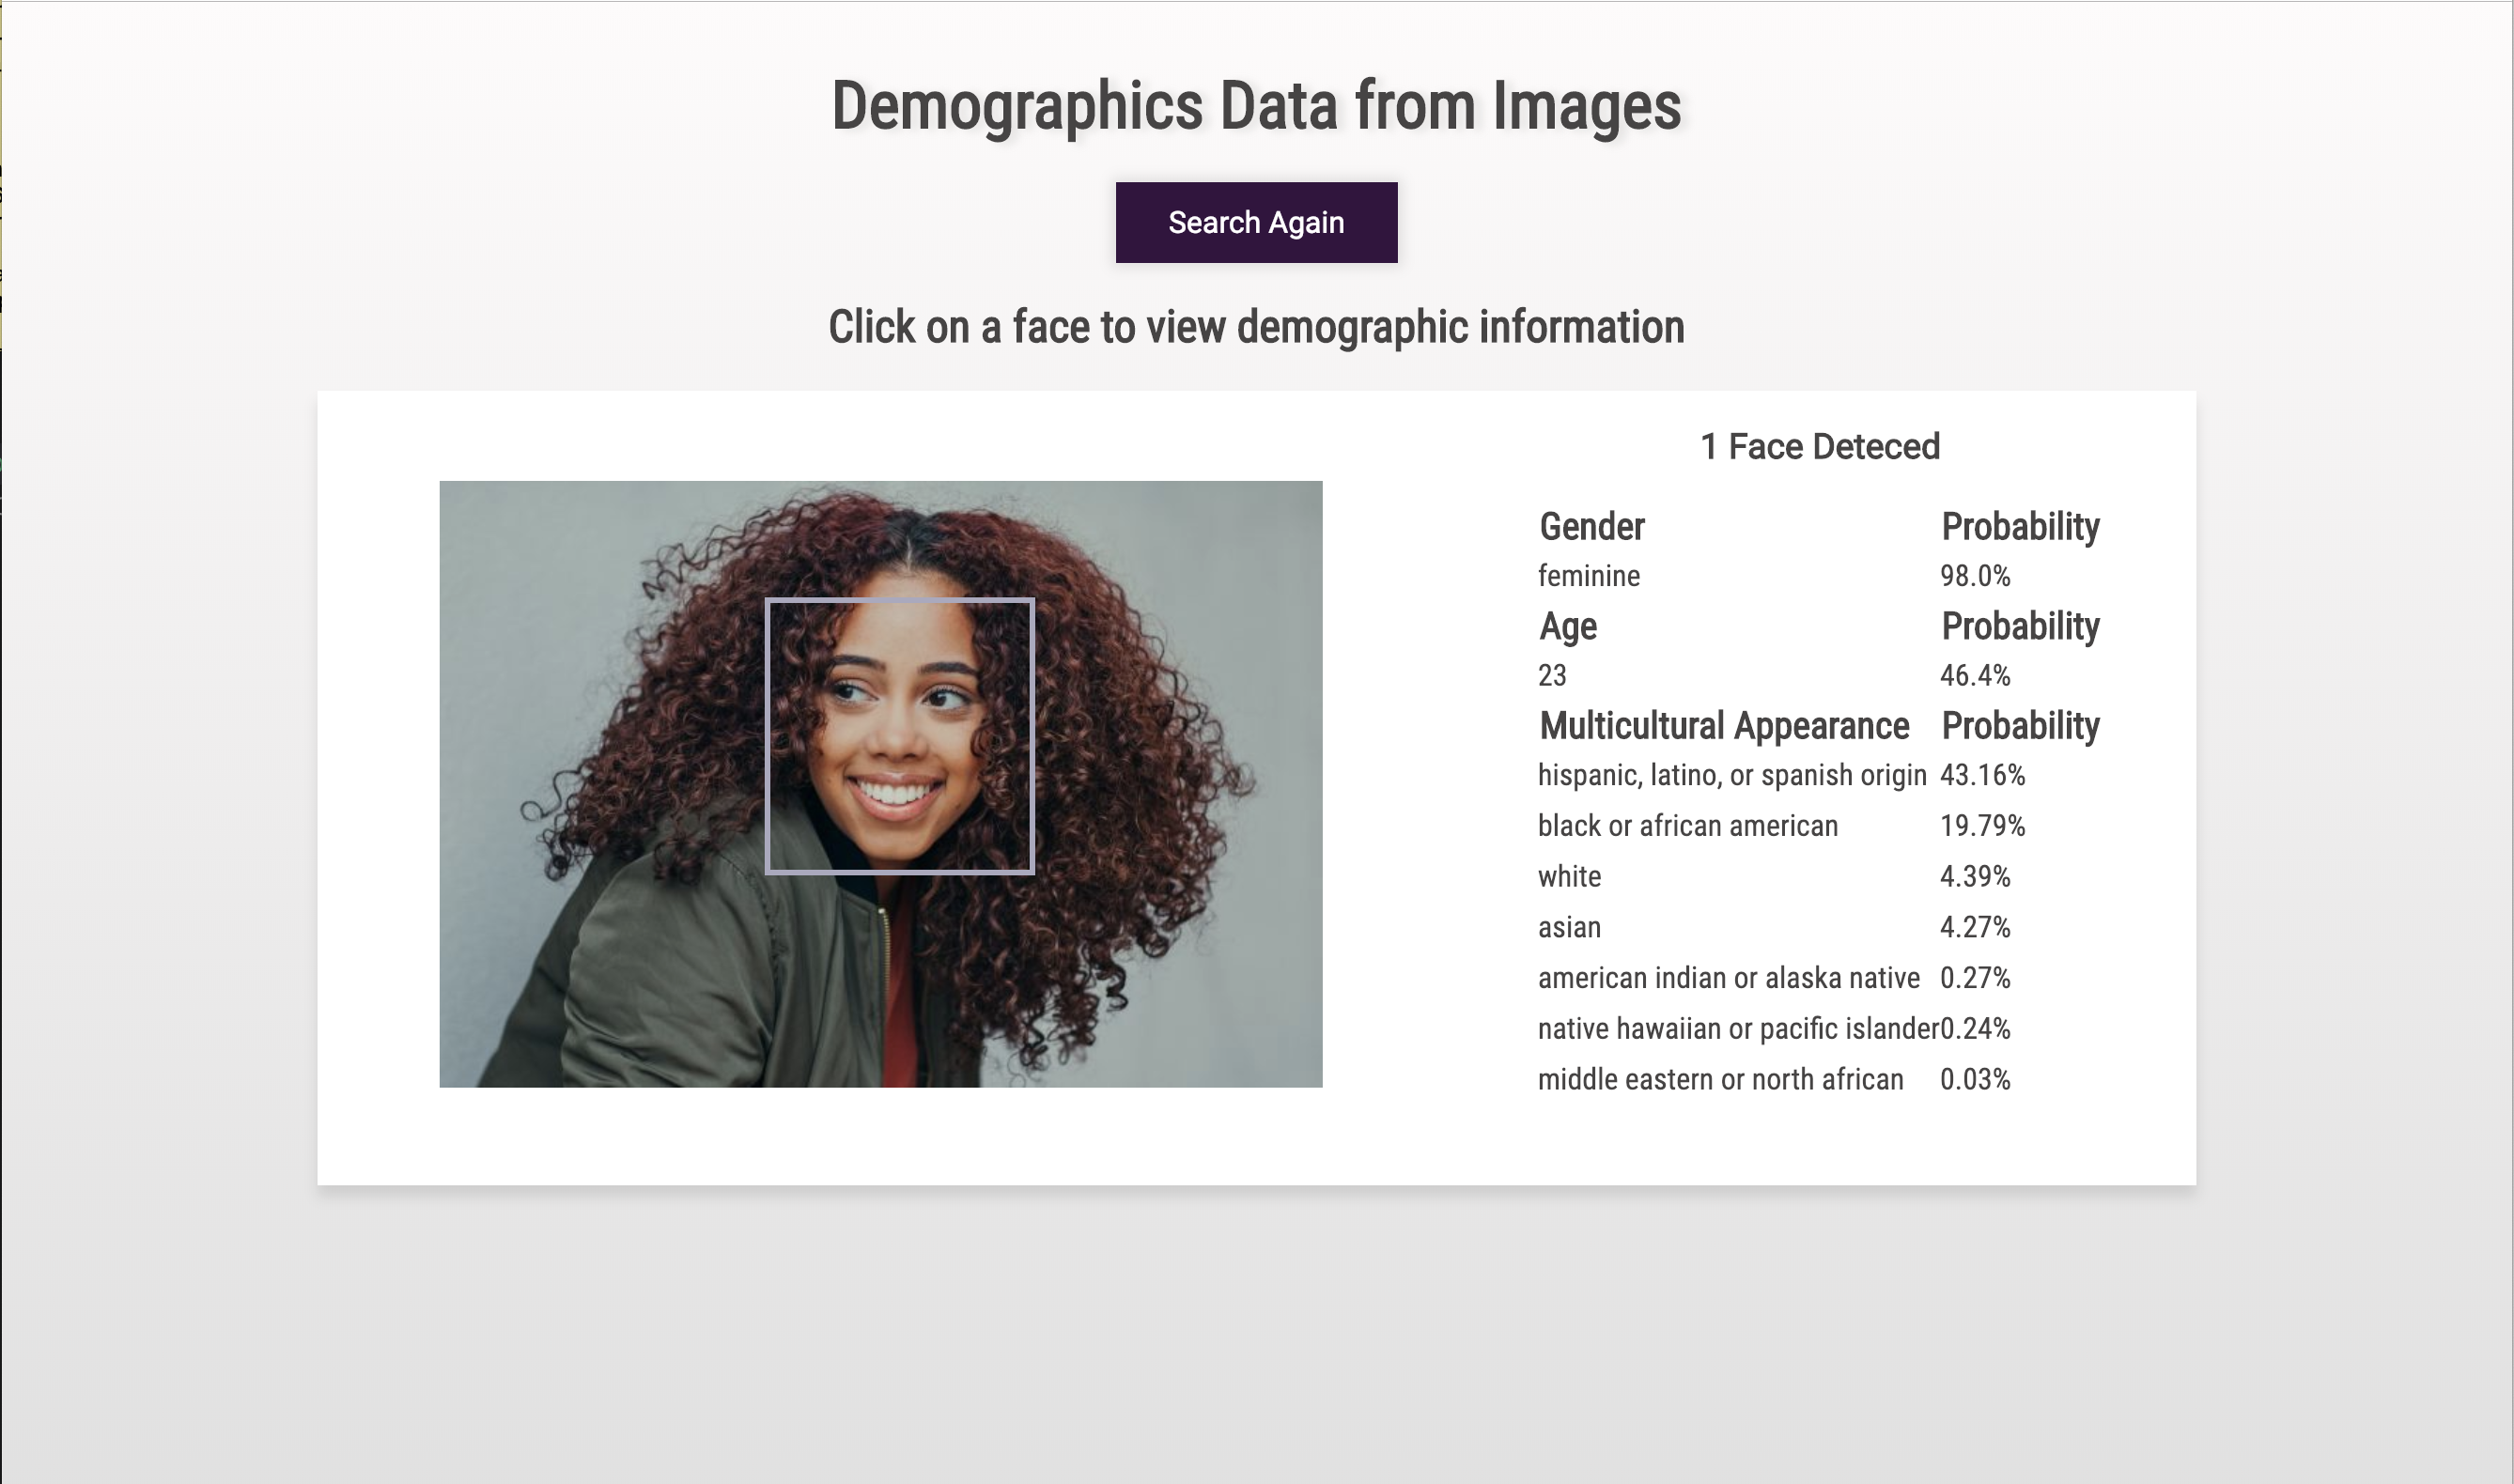 Demographics Data from Images
Search Again
Click on a face to view demographic information
1 Face Deteced
Gender Probability
feminine 98.0%
Age Probability
23 46.4%
Multicultural Appearance Probability
hispanic, latino, or spanish origin 43.16%
black or african american 19.79%
white 4.39%
asian 4.27%
american indian or alaska native 0.27%
native hawaiian or pacific islander 0.24%
middle eastern or north african 0.03%